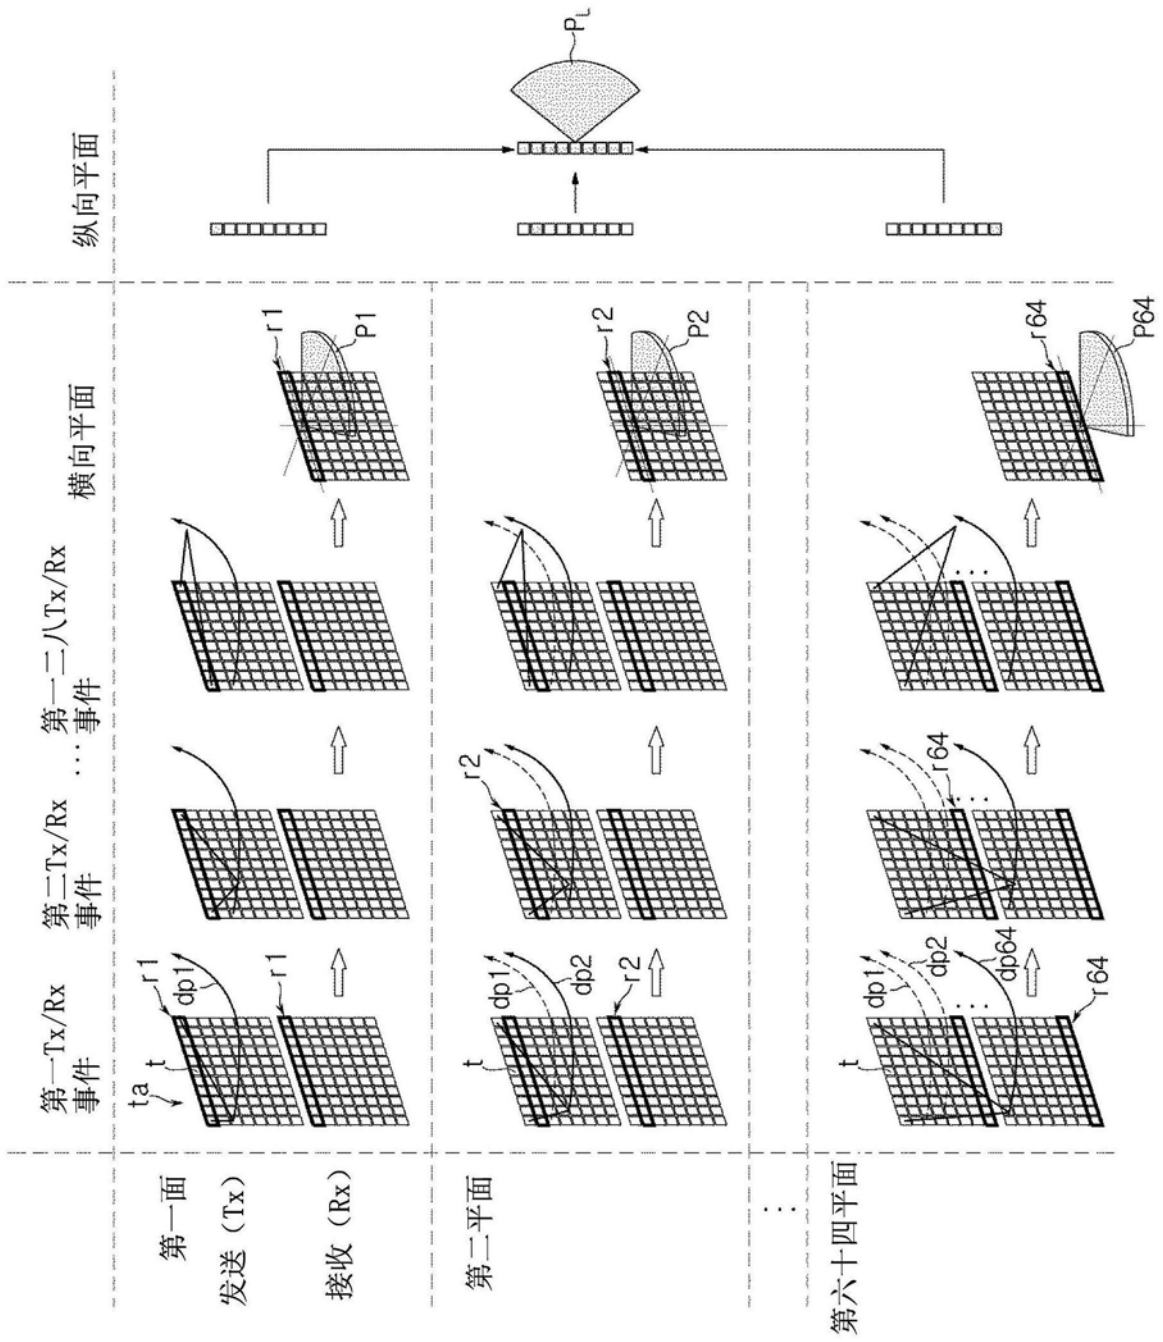 第一Tx/Rx
事件
第二Tx/Rx
事件
···
第一二八Tx/Rx
事件
横向平面
纵向平面
第一面
发送（Tx）
接收（Rx）
ta
t
r1
dp1
r1
r1
P1
第二平面
t
dp1
dp2
r2
r2
r2
P2
PL
···
第六十四平面
t
dp1
dp2
···
dp64
r64
r64
···
···
r64
P64